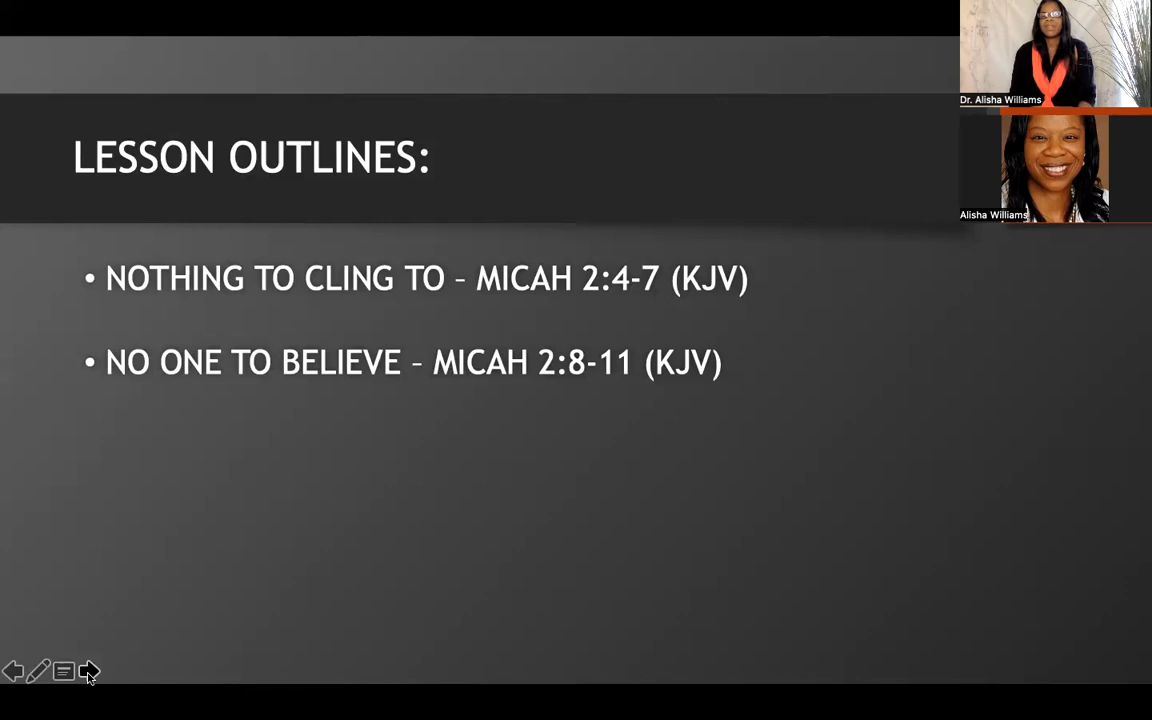 LESSON OUTLINES:
• NOTHING TO CLING TO – MICAH 2:4-7 (KJV)
• NO ONE TO BELIEVE – MICAH 2:8-11 (KJV)
Dr. Alisha Williams
Alisha Williams